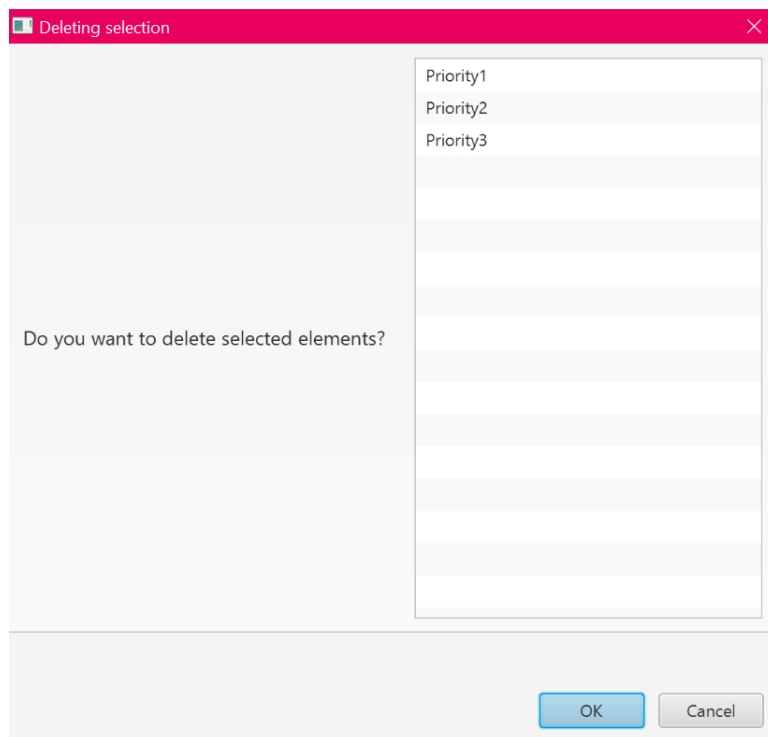 Deleting selection
Do you want to delete selected elements?
Priority1
Priority2
Priority3
OK
Cancel